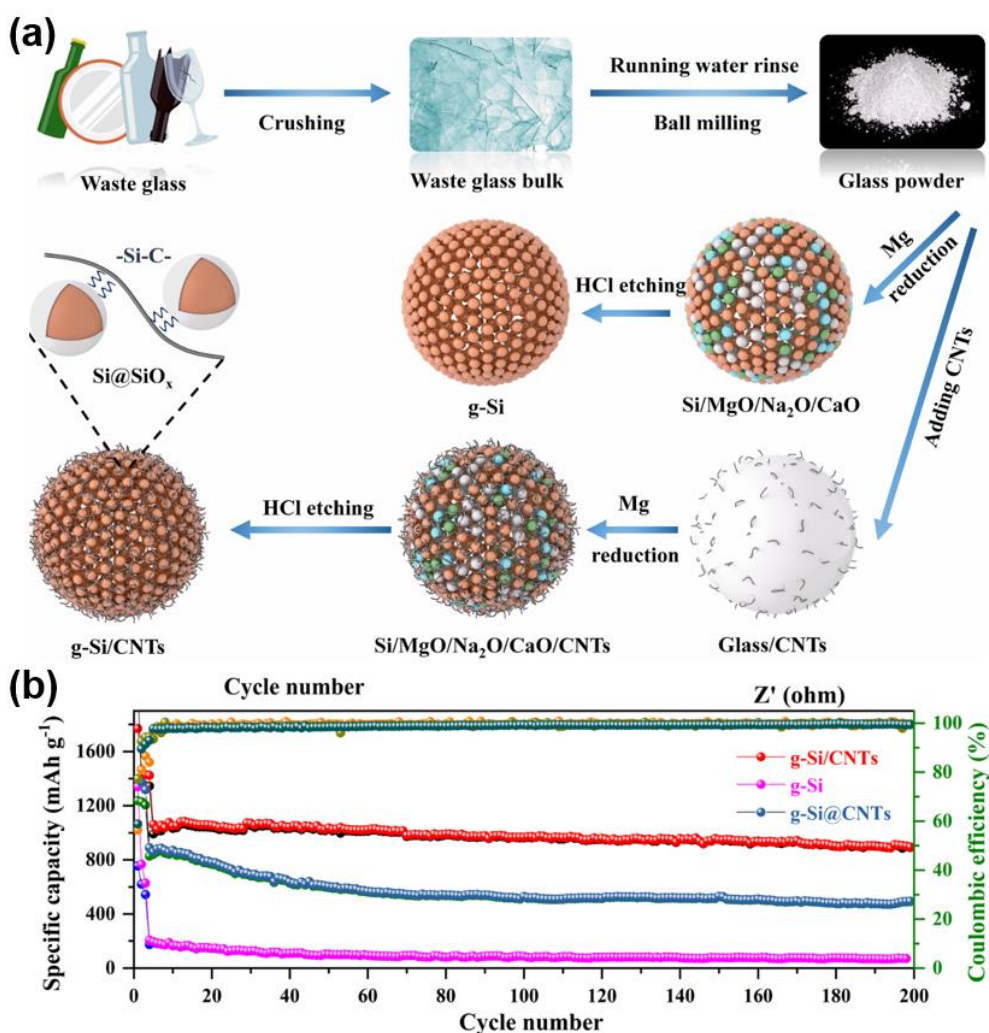 (a)
Waste glass
Crushing
Waste glass bulk
Running water rinse
Ball milling
Glass powder
Mg
reduction
Adding CNTs
-Si-C-
Si@SiOₓ
HCl etching
g-Si
Si/MgO/Na₂O/CaO
HCl etching
Mg
reduction
g-Si/CNTs
Si/MgO/Na₂O/CaO/CNTs
Glass/CNTs
(b)
Cycle number
Z' (ohm)
Specific capacity (mAh g⁻¹)
1600
1200
800
400
0
g-Si/CNTs
g-Si
g-Si@CNTs
100
80
60
40
20
0
Coulombic efficiency (%)
0 20 40 60 80 100 120 140 160 180 200
Cycle number